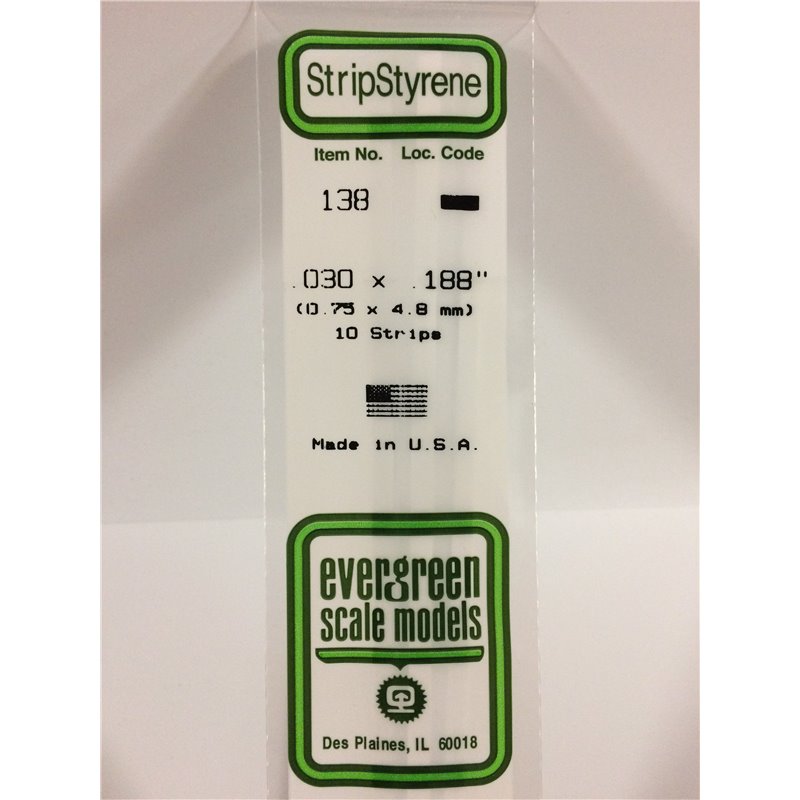 StripStyrene
Item No. Loc. Code
138
.030 x .188"
(0.75 x 4.8 mm)
10 Strips
Made in U.S.A.
evergreen
scale models
Des Plaines, IL 60018